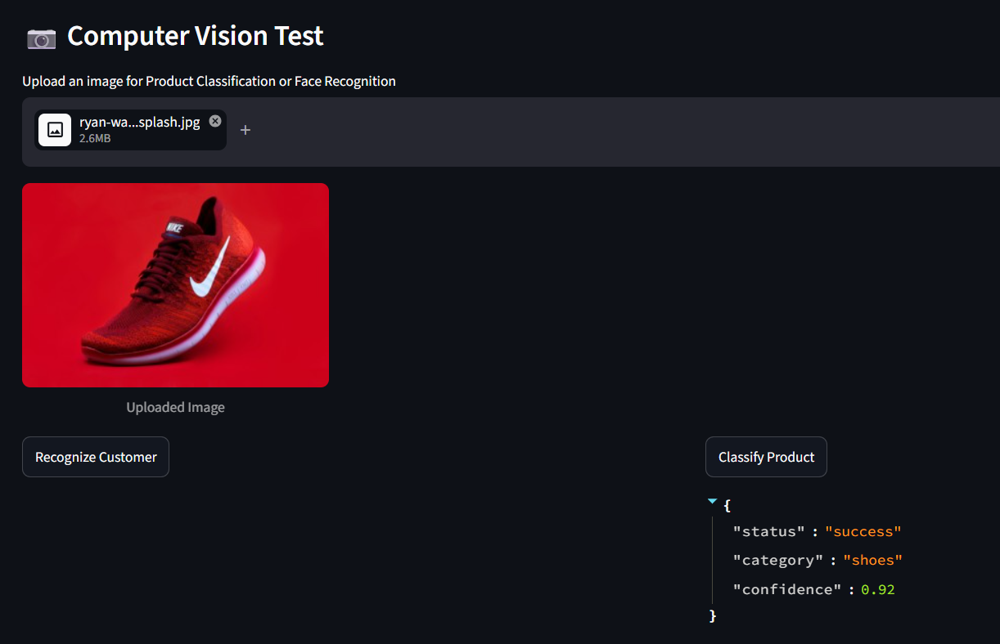 Computer Vision Test
Upload an image for Product Classification or Face Recognition
ryan-wa...splash.jpg
2.6MB
NIKE
Uploaded Image
Recognize Customer
Classify Product
{
"status" : "success"
"category" : "shoes"
"confidence" : 0.92
}